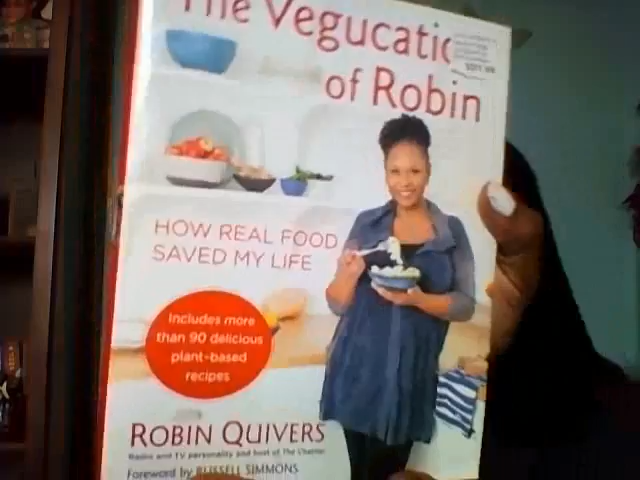 The Vegucatio
of Robin
HOW REAL FOOD
SAVED MY LIFE
Includes more
than 90 delicious
plant-based
recipes
ROBIN QUIVERS
Radio and TV personality and host of The Chatter
Foreword by RUSSELL SIMMONS